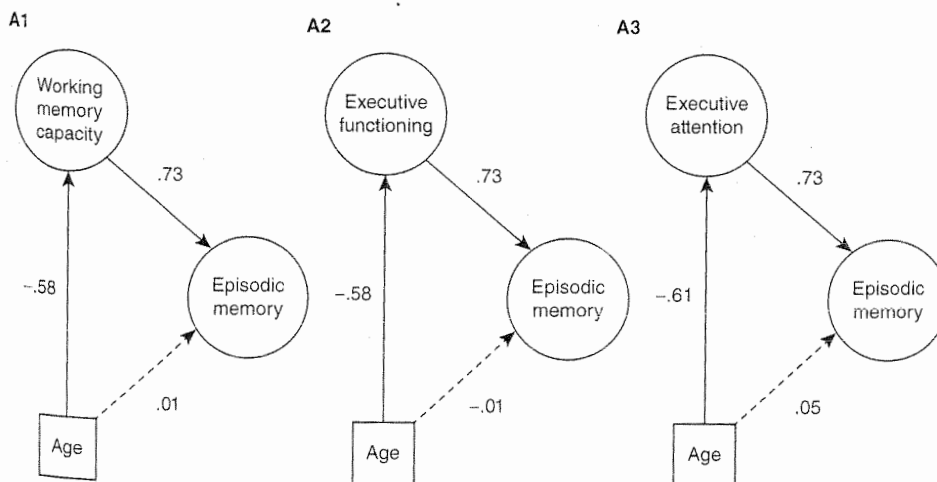 A1
Working
memory
capacity
.73
–.58
Episodic
memory
.01
Age
A2
Executive
functioning
.73
–.58
Episodic
memory
–.01
Age
A3
Executive
attention
.73
–.61
Episodic
memory
.05
Age